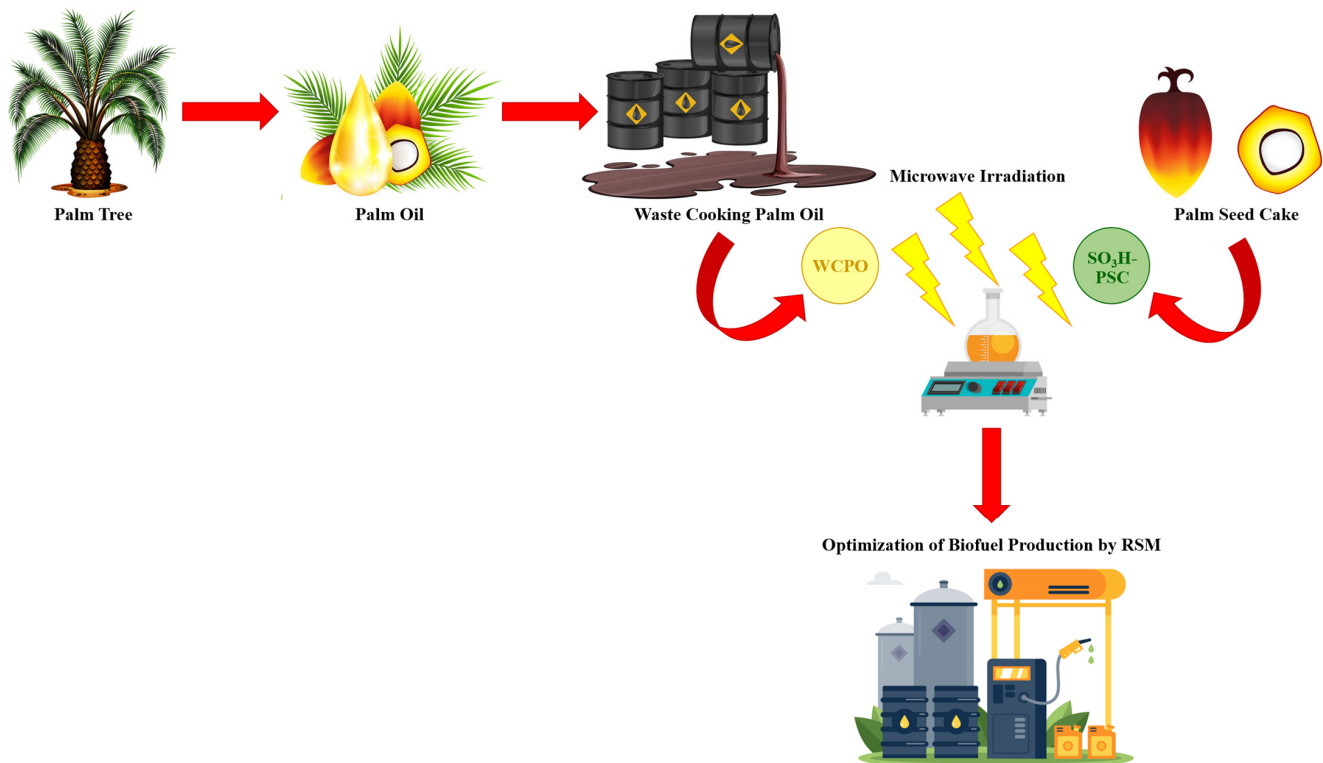 Microwave Irradiation
Palm Tree
Palm Oil
Waste Cooking Palm Oil
Palm Seed Cake
WCPO
SO₃H-
PSC
Optimization of Biofuel Production by RSM